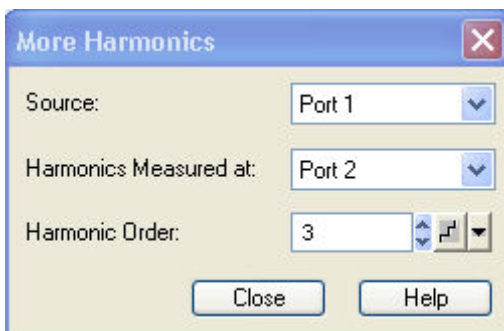 More Harmonics
Source: Port 1
Harmonics Measured at: Port 2
Harmonic Order: 3
Close Help